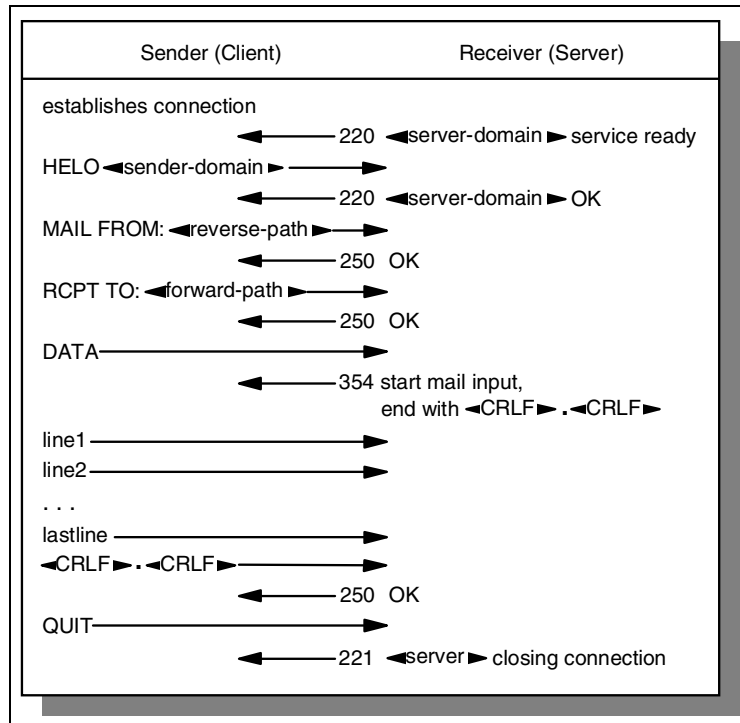 Sender (Client) Receiver (Server)
establishes connection
220 <server-domain> service ready
HELO <sender-domain>
220 <server-domain> OK
MAIL FROM: <reverse-path>
250 OK
RCPT TO: <forward-path>
250 OK
DATA
354 start mail input,
end with <CRLF>.<CRLF>
line1
line2
. . .
lastline
<CRLF>.<CRLF>
250 OK
QUIT
221 <server> closing connection